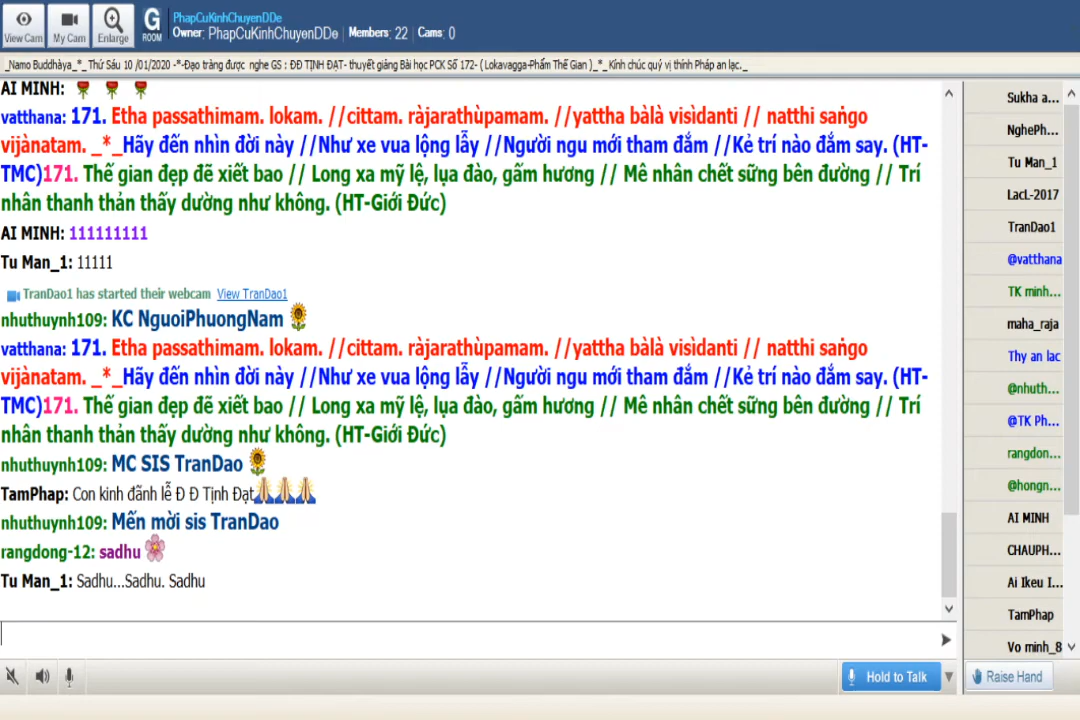 View Cam
My Cam
Enlarge
G
ROOM
PhapCuKinhChuyenDDe
Owner: PhapCuKinhChuyenDDe Members: 22 Cams: 0
_Namo Buddhàya_*_ Thứ Sáu 10 /01/2020 -*-Đạo tràng được nghe GS : ĐĐ TỊNH ĐẠT- thuyết giảng Bài học PCK Số 172- ( Lokavagga-Phẩm Thế Gian )_*_ Kính chúc quý vị thính Pháp an lạc._
AI MINH:
vatthana: 171. Etha passathimam. lokam. //cittam. ràjarathùpamam. //yattha bàlà visìdanti // natthi saṅgo
vijànatam. _*_Hãy đến nhìn đời này //Như xe vua lộng lẫy //Người ngu mới tham đắm //Kẻ trí nào đắm say. (HT-
TMC)171. Thế gian đẹp đẽ xiết bao // Long xa mỹ lệ, lụa đào, gấm hương // Mê nhân chết sững bên đường // Trí
nhân thanh thản thấy dường như không. (HT-Giới Đức)
AI MINH: 111111111
Tu Man_1: 11111
TranDao1 has started their webcam View TranDao1
nhuthuynh109: KC NguoiPhuongNam
vatthana: 171. Etha passathimam. lokam. //cittam. ràjarathùpamam. //yattha bàlà visìdanti // natthi saṅgo
vijànatam. _*_Hãy đến nhìn đời này //Như xe vua lộng lẫy //Người ngu mới tham đắm //Kẻ trí nào đắm say. (HT-
TMC)171. Thế gian đẹp đẽ xiết bao // Long xa mỹ lệ, lụa đào, gấm hương // Mê nhân chết sững bên đường // Trí
nhân thanh thản thấy dường như không. (HT-Giới Đức)
nhuthuynh109: MC SIS TranDao
TamPhap: Con kinh đãnh lễ Đ Đ Tịnh Đạt
nhuthuynh109: Mến mời sis TranDao
rangdong-12: sadhu
Tu Man_1: Sadhu...Sadhu. Sadhu
Hold to Talk
Sukha a...
NghePh...
Tu Man_1
LacL-2017
TranDao1
@vatthana
TK minh...
maha_raja
Thy an lac
@nhuth...
@TK Ph...
rangdon...
@hongn...
AI MINH
CHAUPH...
Ai Ikeu I...
TamPhap
Vo minh_8
Raise Hand